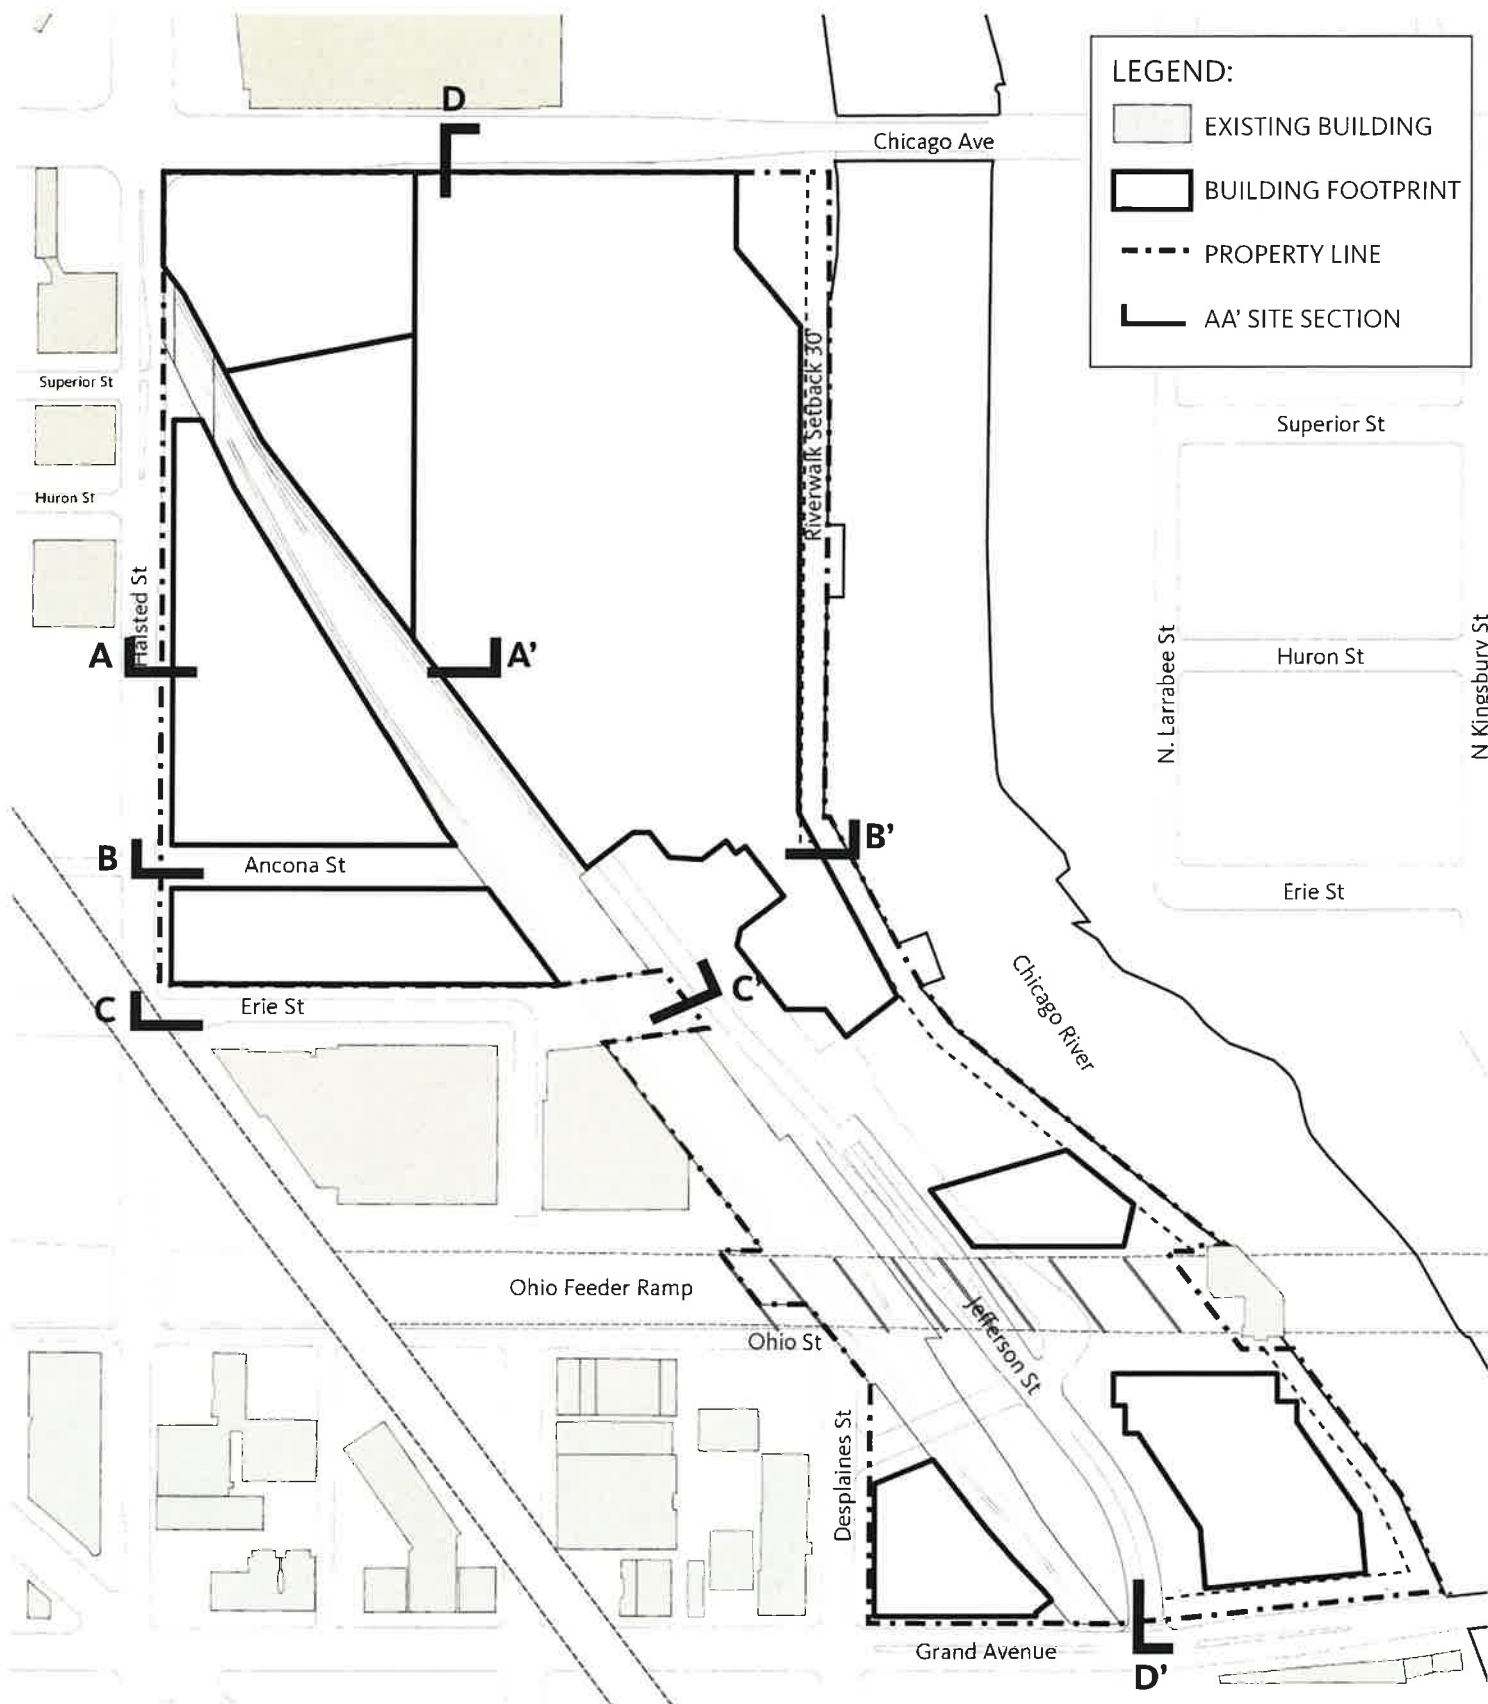 LEGEND:
EXISTING BUILDING
BUILDING FOOTPRINT
PROPERTY LINE
AA' SITE SECTION
D
Chicago Ave
Superior St
Huron St
Halsted St
Riverwalk Setback 30'
Superior St
Huron St
N. Larrabee St
N Kingsbury St
Erie St
A
A'
B
B'
Ancona St
C
C'
Erie St
Chicago River
Ohio Feeder Ramp
Ohio St
Jefferson St
Desplaines St
Grand Avenue
D'